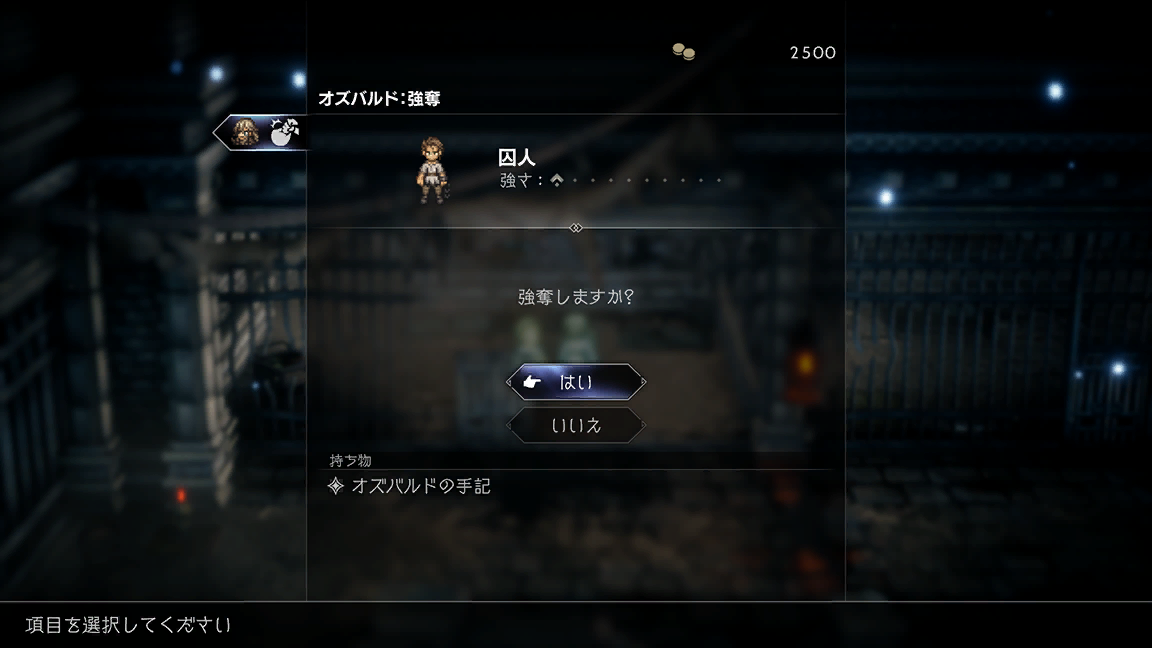 2500
オズバルド：強奪
囚人
強さ：
強奪しますか？
はい
いいえ
持ち物
オズバルドの手記
項目を選択してください